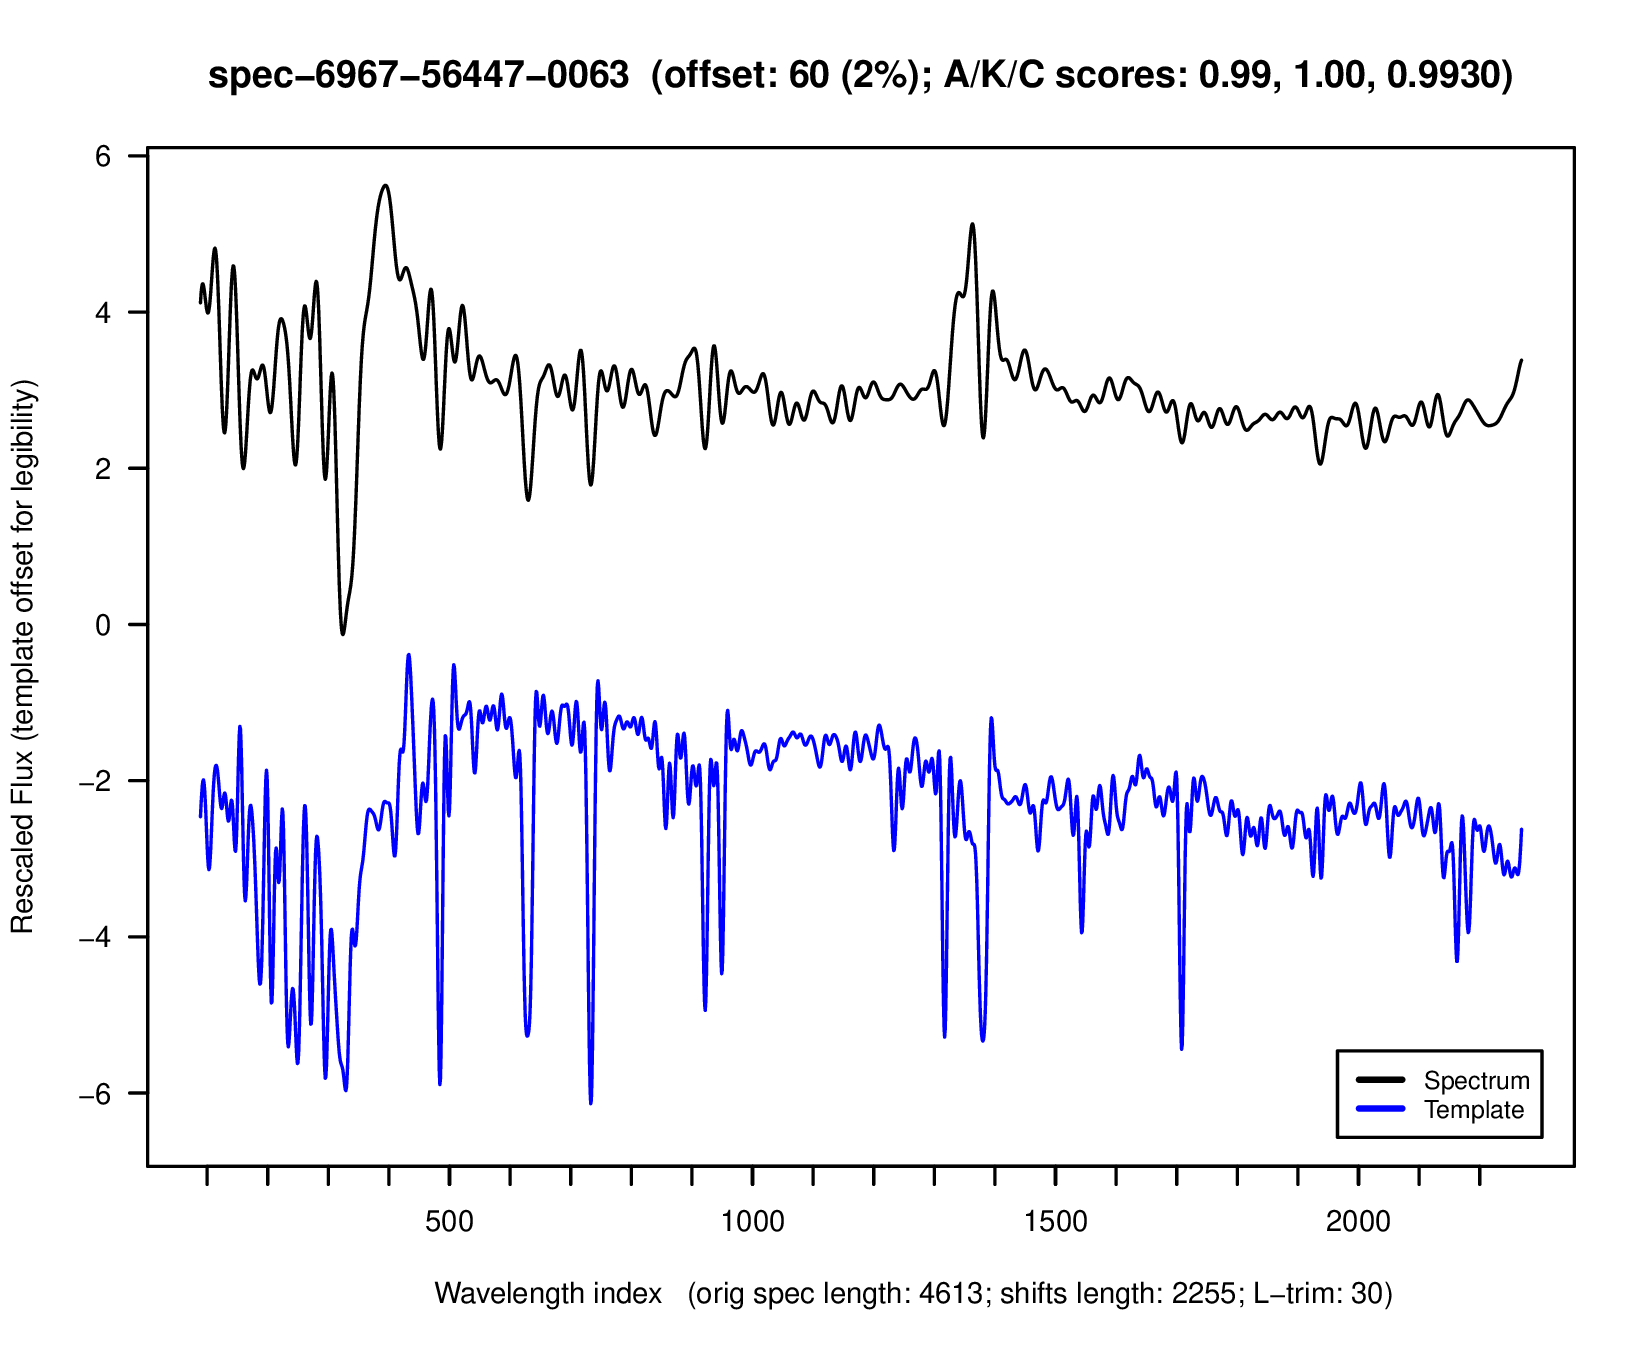 spec−6967−56447−0063  (offset: 60 (2%); A/K/C scores: 0.99, 1.00, 0.9930)
Rescaled Flux (template offset for legibility)
6
4
2
0
−2
−4
−6
Spectrum
Template
500 1000 1500 2000
Wavelength index   (orig spec length: 4613; shifts length: 2255; L−trim: 30)